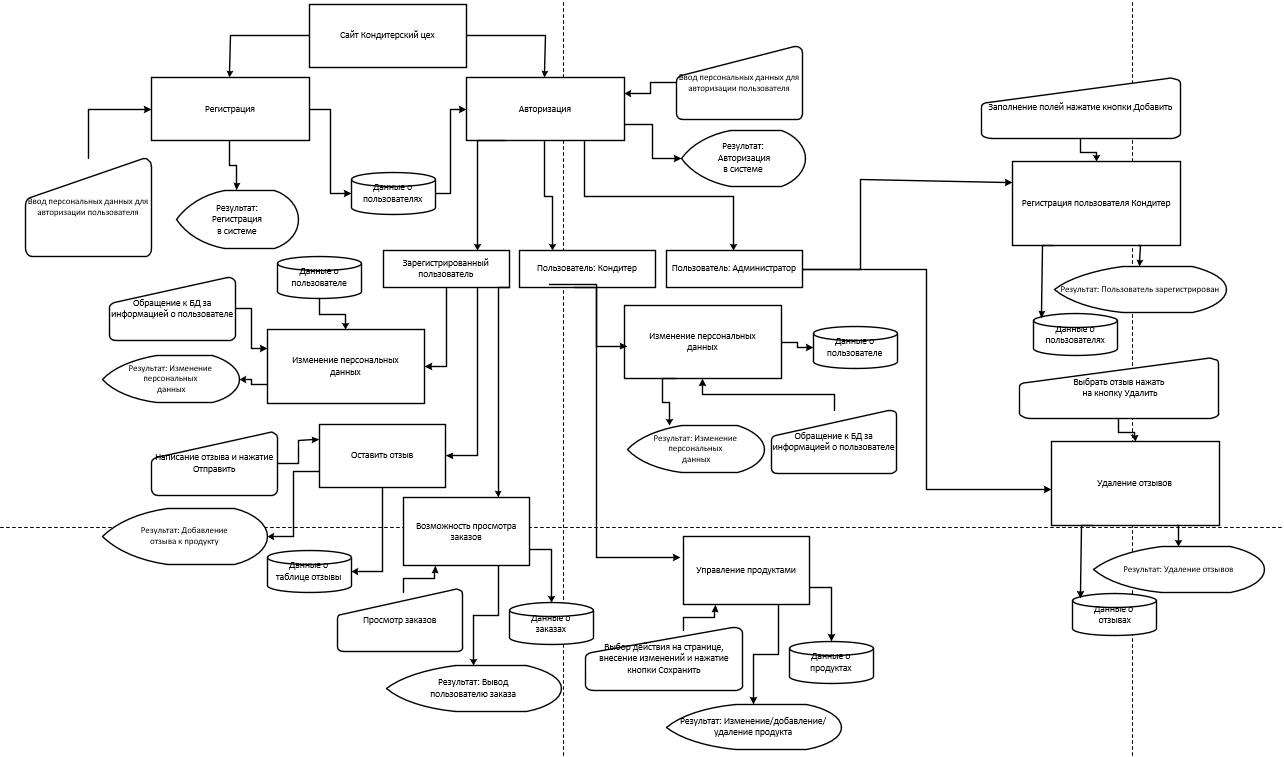 Сайт Кондитерский цех
Регистрация
Авторизация
Ввод персональных данных для
авторизации пользователя
Заполнение полей нажатие кнопки Добавить
Результат:
Авторизация
в системе
Ввод персональных данных для
авторизации пользователя
Результат:
Регистрация
в системе
Данные о
пользователях
Регистрация пользователя Кондитер
Зарегистрированный
пользователь
Пользователь: Кондитер
Пользователь: Администратор
Данные о
пользователе
Результат: Пользователь зарегистрирован
Обращение к БД за
информацией о пользователе
Данные о
пользователях
Изменение персональных
данных
Изменение персональных
данных
Данные о
пользователе
Результат: Изменение
персональных
данных
Выбрать отзыв нажать
на кнопку Удалить
Результат: Изменение
персональных
данных
Обращение к БД за
информацией о пользователе
Написание отзыва и нажатие
Отправить
Оставить отзыв
Удаление отзывов
Результат: Добавление
отзыва к продукту
Возможность просмотра
заказов
Данные о
таблице отзывы
Управление продуктами
Результат: Удаление отзывов
Просмотр заказов
Данные о
заказах
Данные о
отзывах
Выбор действия на странице,
внесение изменений и нажатие
кнопки Сохранить
Данные о
продуктах
Результат: Вывод
пользователю заказа
Результат: Изменение/добавление/
удаление продукта